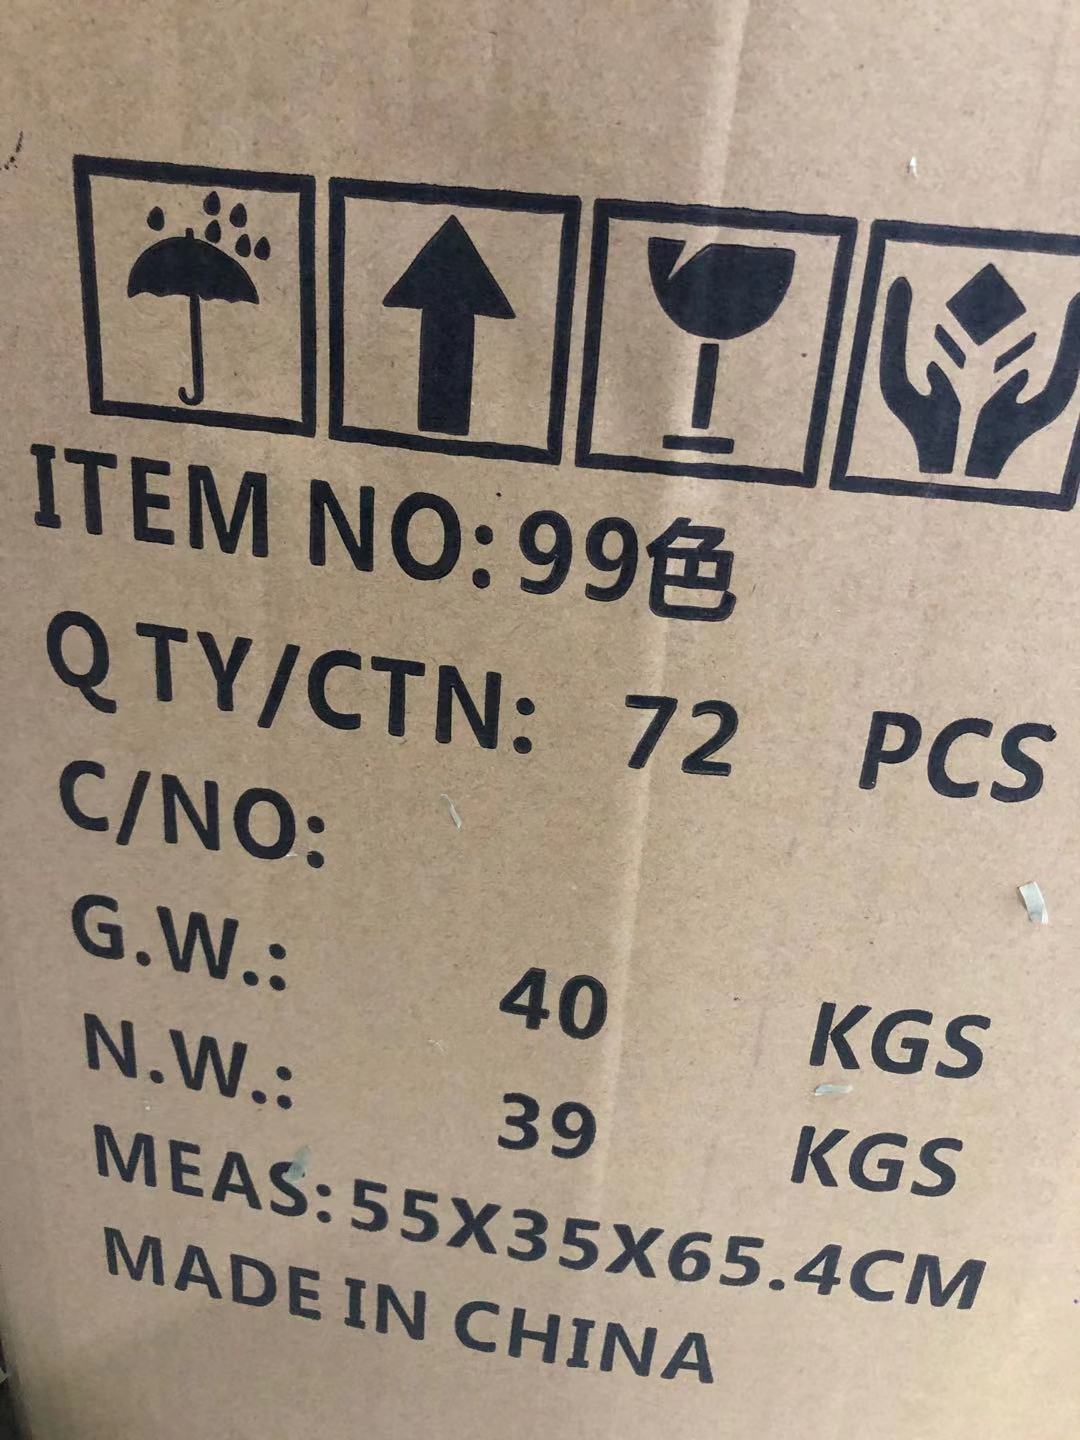 ITEM NO:99色
QTY/CTN: 72 PCS
C/NO:
G.W.: 40 KGS
N.W.: 39 KGS
MEAS:55X35X65.4CM
MADE IN CHINA